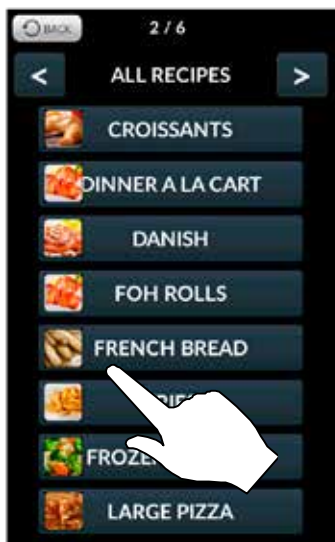 BACK
2 / 6
<
ALL RECIPES
>
CROISSANTS
DINNER A LA CART
DANISH
FOH ROLLS
FRENCH BREAD
LARGE PIZZA